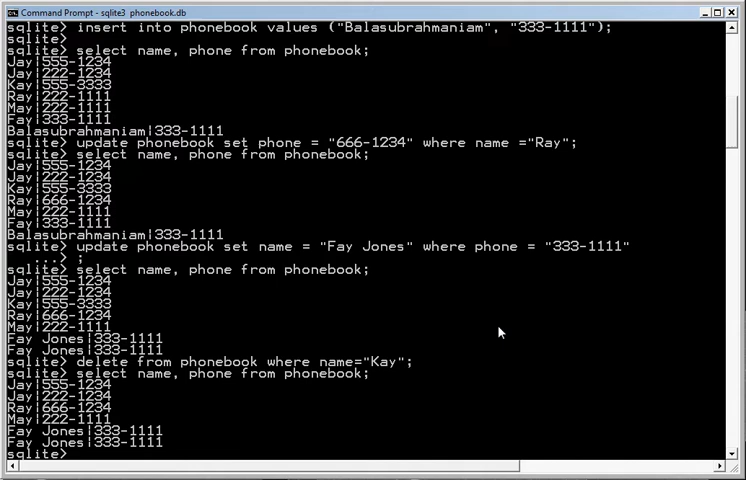 Command Prompt - sqlite3 phonebook.db
sqlite> insert into phonebook values ("Balasubrahmaniam", "333-1111");
sqlite>
sqlite> select name, phone from phonebook;
Jay|555-1234
Jay|222-1234
Kay|555-3333
Ray|222-1111
May|222-1111
Fay|333-1111
Balasubrahmaniam|333-1111
sqlite> update phonebook set phone = "666-1234" where name ="Ray";
sqlite> select name, phone from phonebook;
Jay|555-1234
Jay|222-1234
Kay|555-3333
Ray|666-1234
May|222-1111
Fay|333-1111
Balasubrahmaniam|333-1111
sqlite> update phonebook set name = "Fay Jones" where phone = "333-1111"
...> ;
sqlite> select name, phone from phonebook;
Jay|555-1234
Jay|222-1234
Kay|555-3333
Ray|666-1234
May|222-1111
Fay Jones|333-1111
Fay Jones|333-1111
sqlite> delete from phonebook where name="Kay";
sqlite> select name, phone from phonebook;
Jay|555-1234
Jay|222-1234
Ray|666-1234
May|222-1111
Fay Jones|333-1111
Fay Jones|333-1111
sqlite>